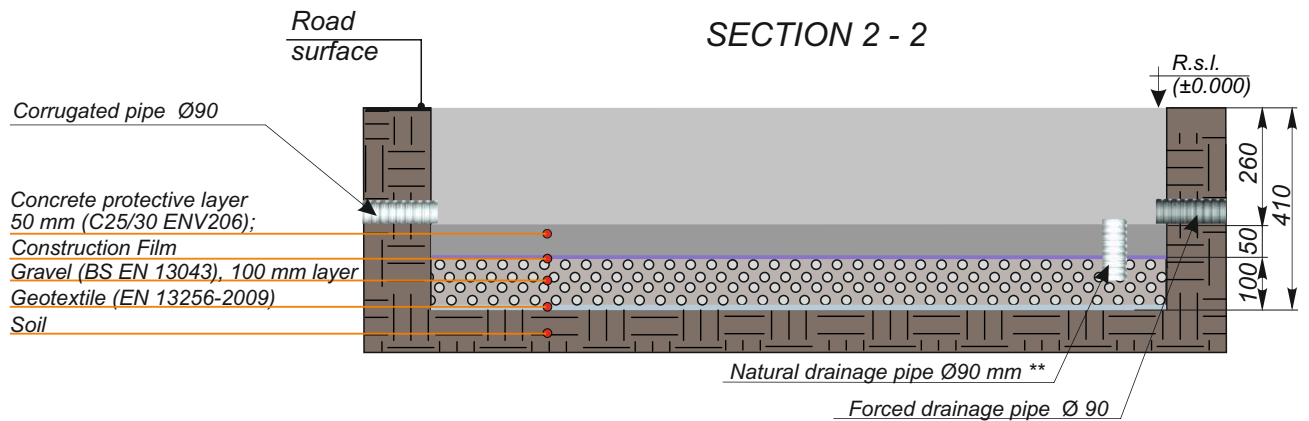 SECTION 2 - 2
Road
surface
R.s.l.
(±0.000)
Corrugated pipe Ø90
Concrete protective layer
50 mm (C25/30 ENV206);
Construction Film
Gravel (BS EN 13043), 100 mm layer
Geotextile (EN 13256-2009)
Soil
260
50
100
410
Natural drainage pipe Ø90 mm **
Forced drainage pipe Ø 90